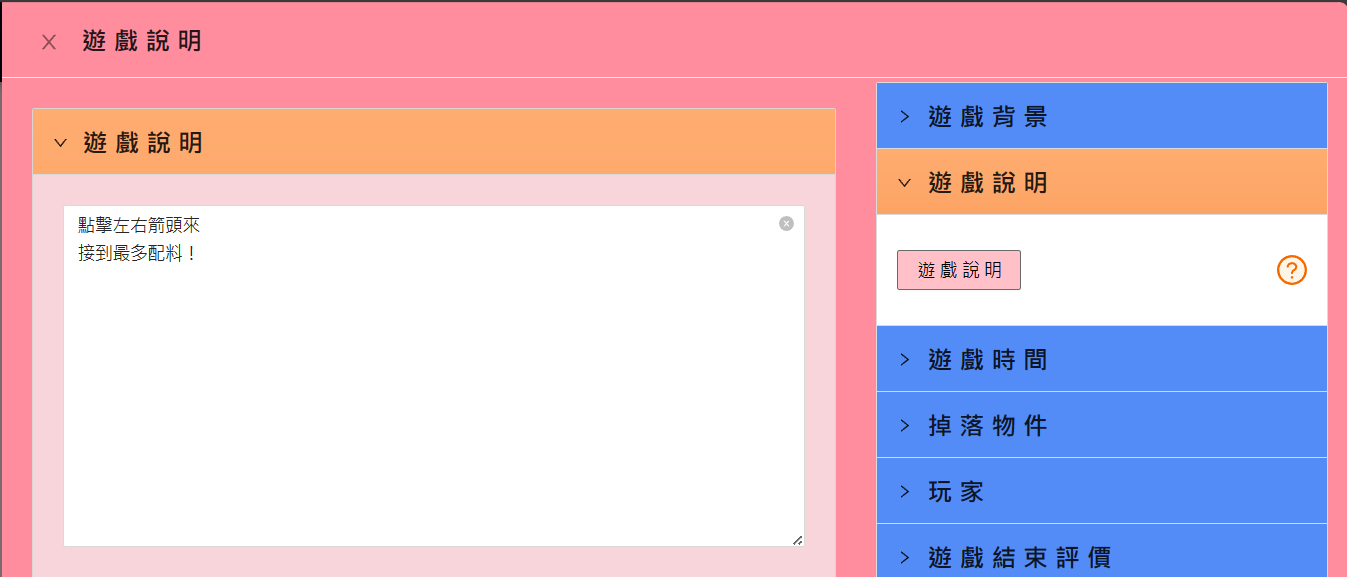 遊戲說明
遊戲說明
點擊左右箭頭來
接到最多配料！
遊戲背景
遊戲說明
遊戲說明
遊戲時間
掉落物件
玩家
遊戲結束評價